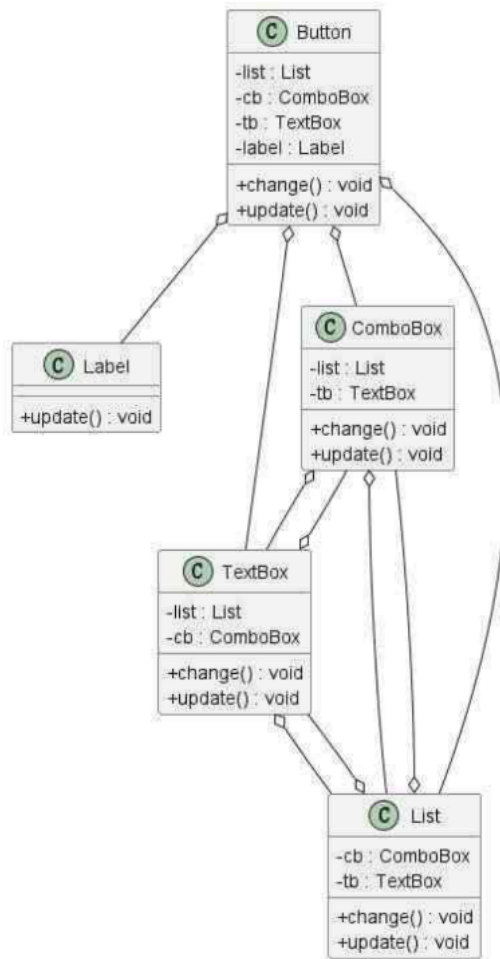 C Button
-list : List
-cb : ComboBox
-tb : TextBox
-label : Label
+change() : void
+update() : void
C Label
+update() : void
C ComboBox
-list : List
-tb : TextBox
+change() : void
+update() : void
C TextBox
-list : List
-cb : ComboBox
+change() : void
+update() : void
C List
-cb : ComboBox
-tb : TextBox
+change() : void
+update() : void